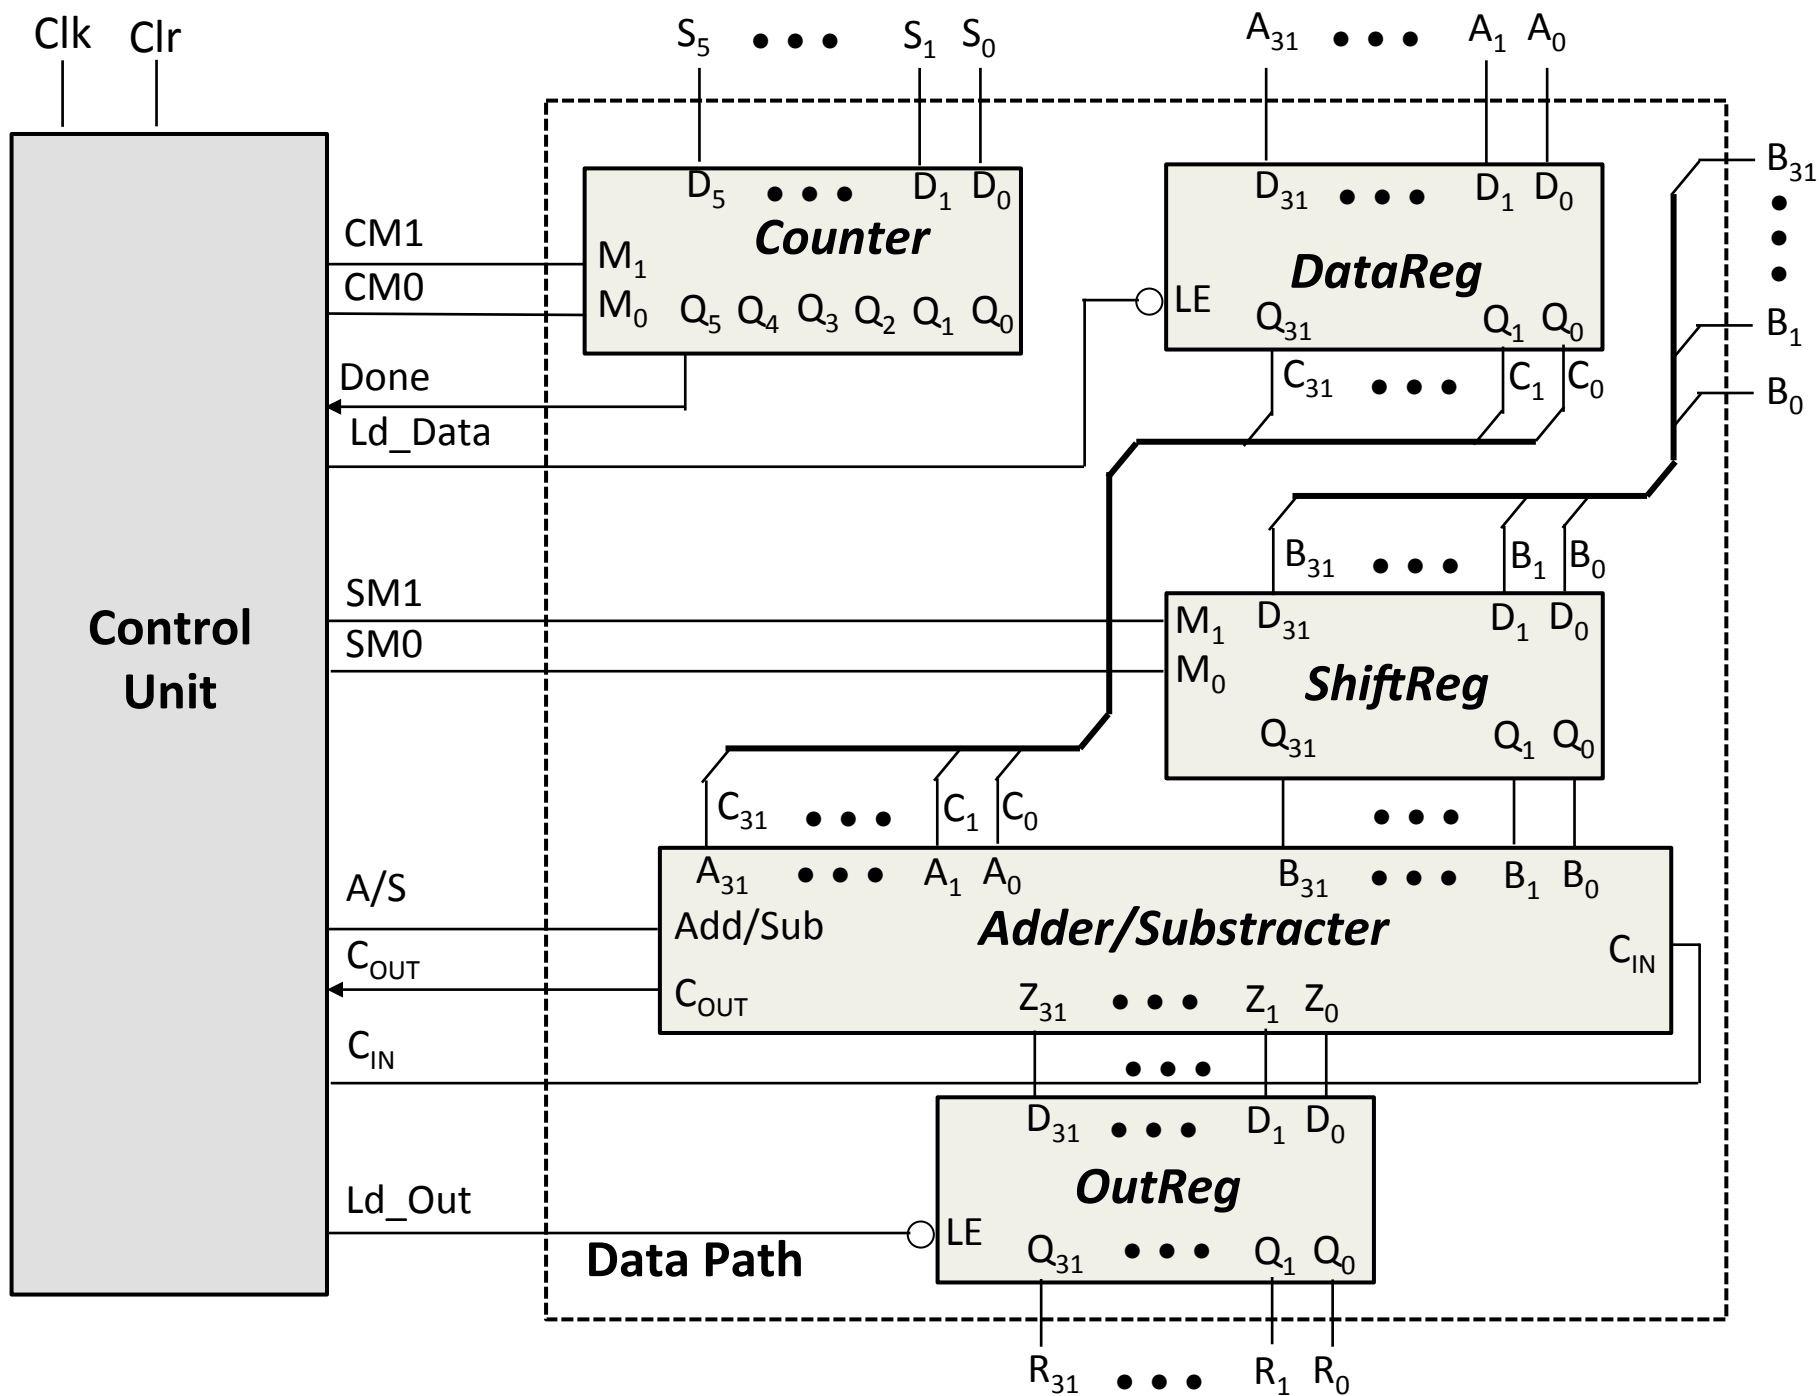 Clk Clr
S5 ••• S1 S0
A31 ••• A1 A0
D5 ••• D1 D0
Counter
M1
M0
Q5 Q4 Q3 Q2 Q1 Q0
D31 ••• D1 D0
DataReg
LE
Q31 Q1 Q0
B31
•
•
•
B1
B0
CM1
CM0
Done
Ld_Data
C31 ••• C1 C0
B31 ••• B1 B0
SM1
SM0
M1
M0
D31 D1 D0
ShiftReg
Q31 Q1 Q0
•••
Control
Unit
C31 ••• C1 C0
A31 ••• A1 A0
B31 ••• B1 B0
A/S
Add/Sub
Adder/Substracter
CIN
COUT
COUT
Z31 ••• Z1 Z0
CIN
•••
D31 ••• D1 D0
OutReg
Ld_Out
LE
Q31 ••• Q1 Q0
Data Path
R31 ••• R1 R0